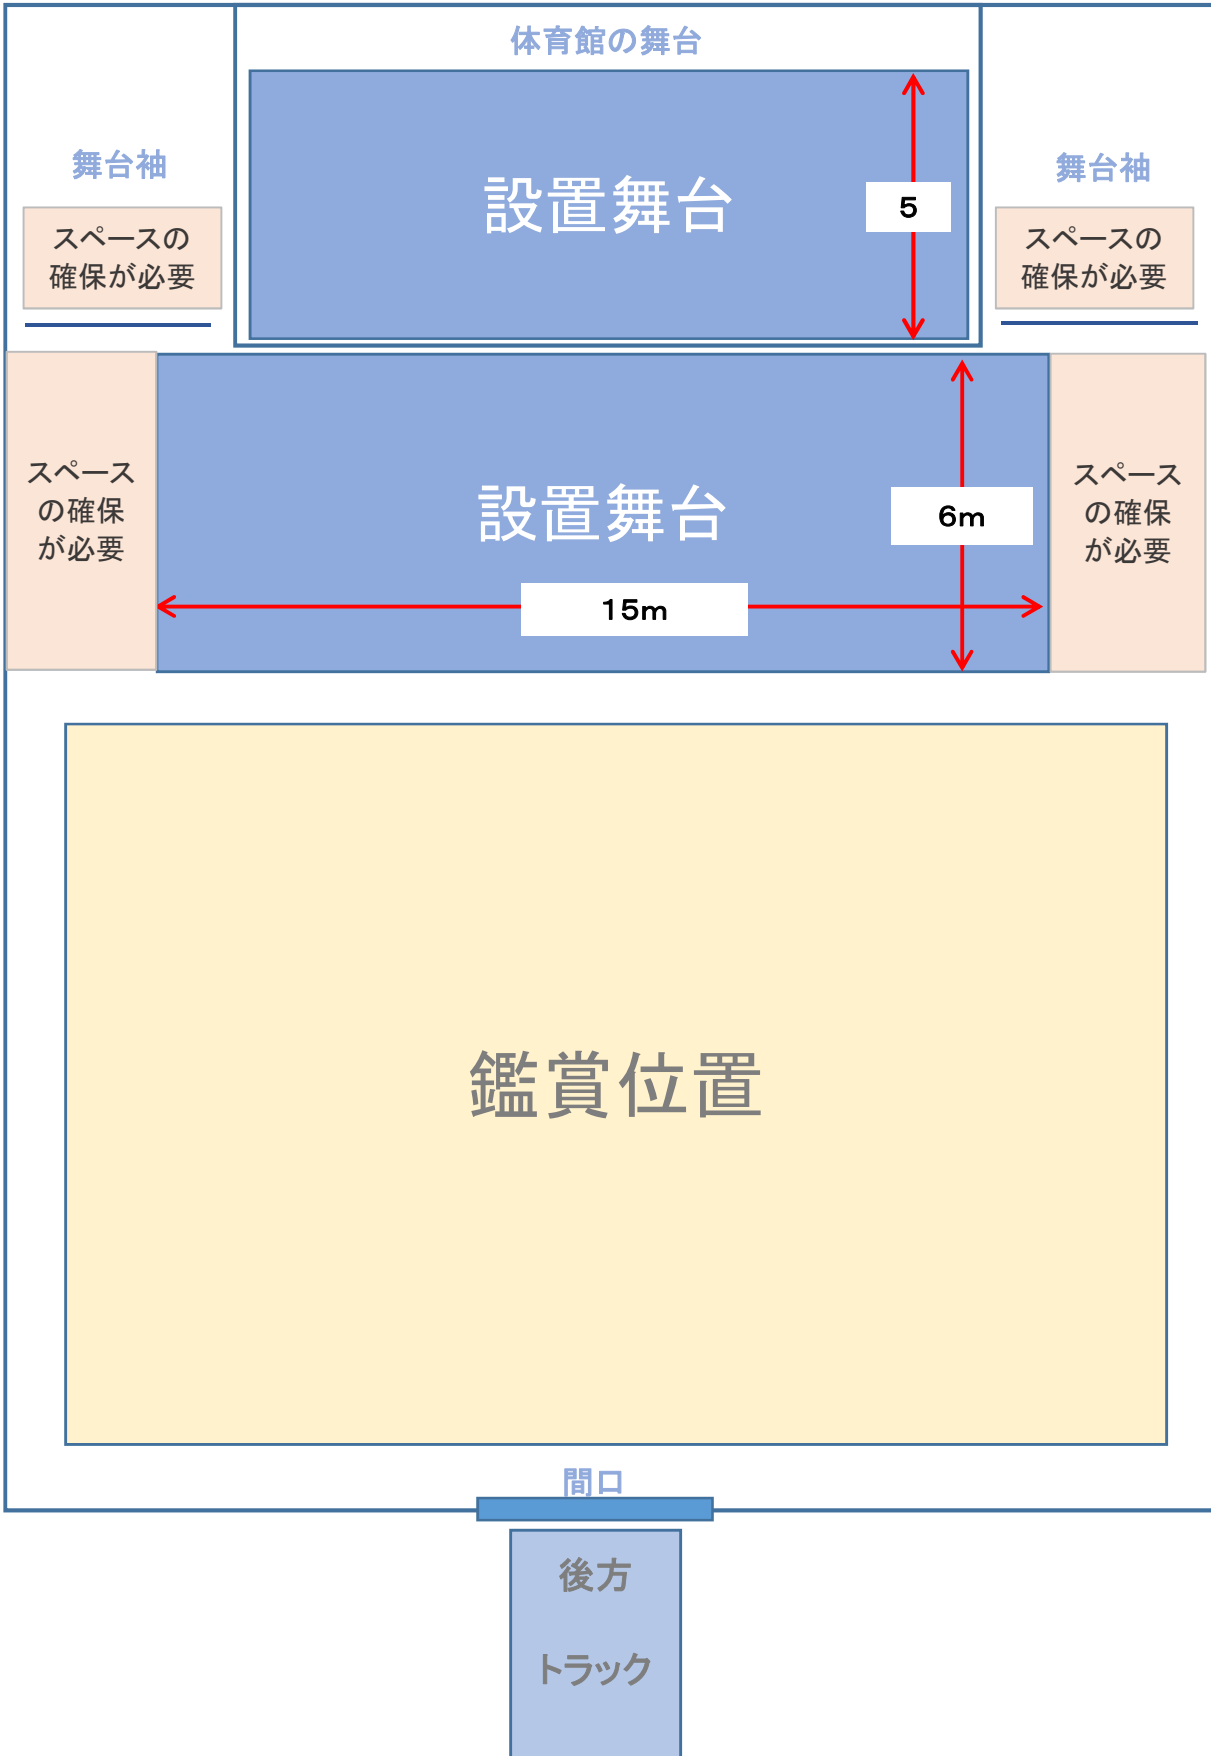 体育館の舞台
舞台袖
舞台袖
設置舞台
5
スペースの
確保が必要
スペースの
確保が必要
スペース
の確保
が必要
設置舞台
6m
15m
スペース
の確保
が必要
鑑賞位置
間口
後方
トラック